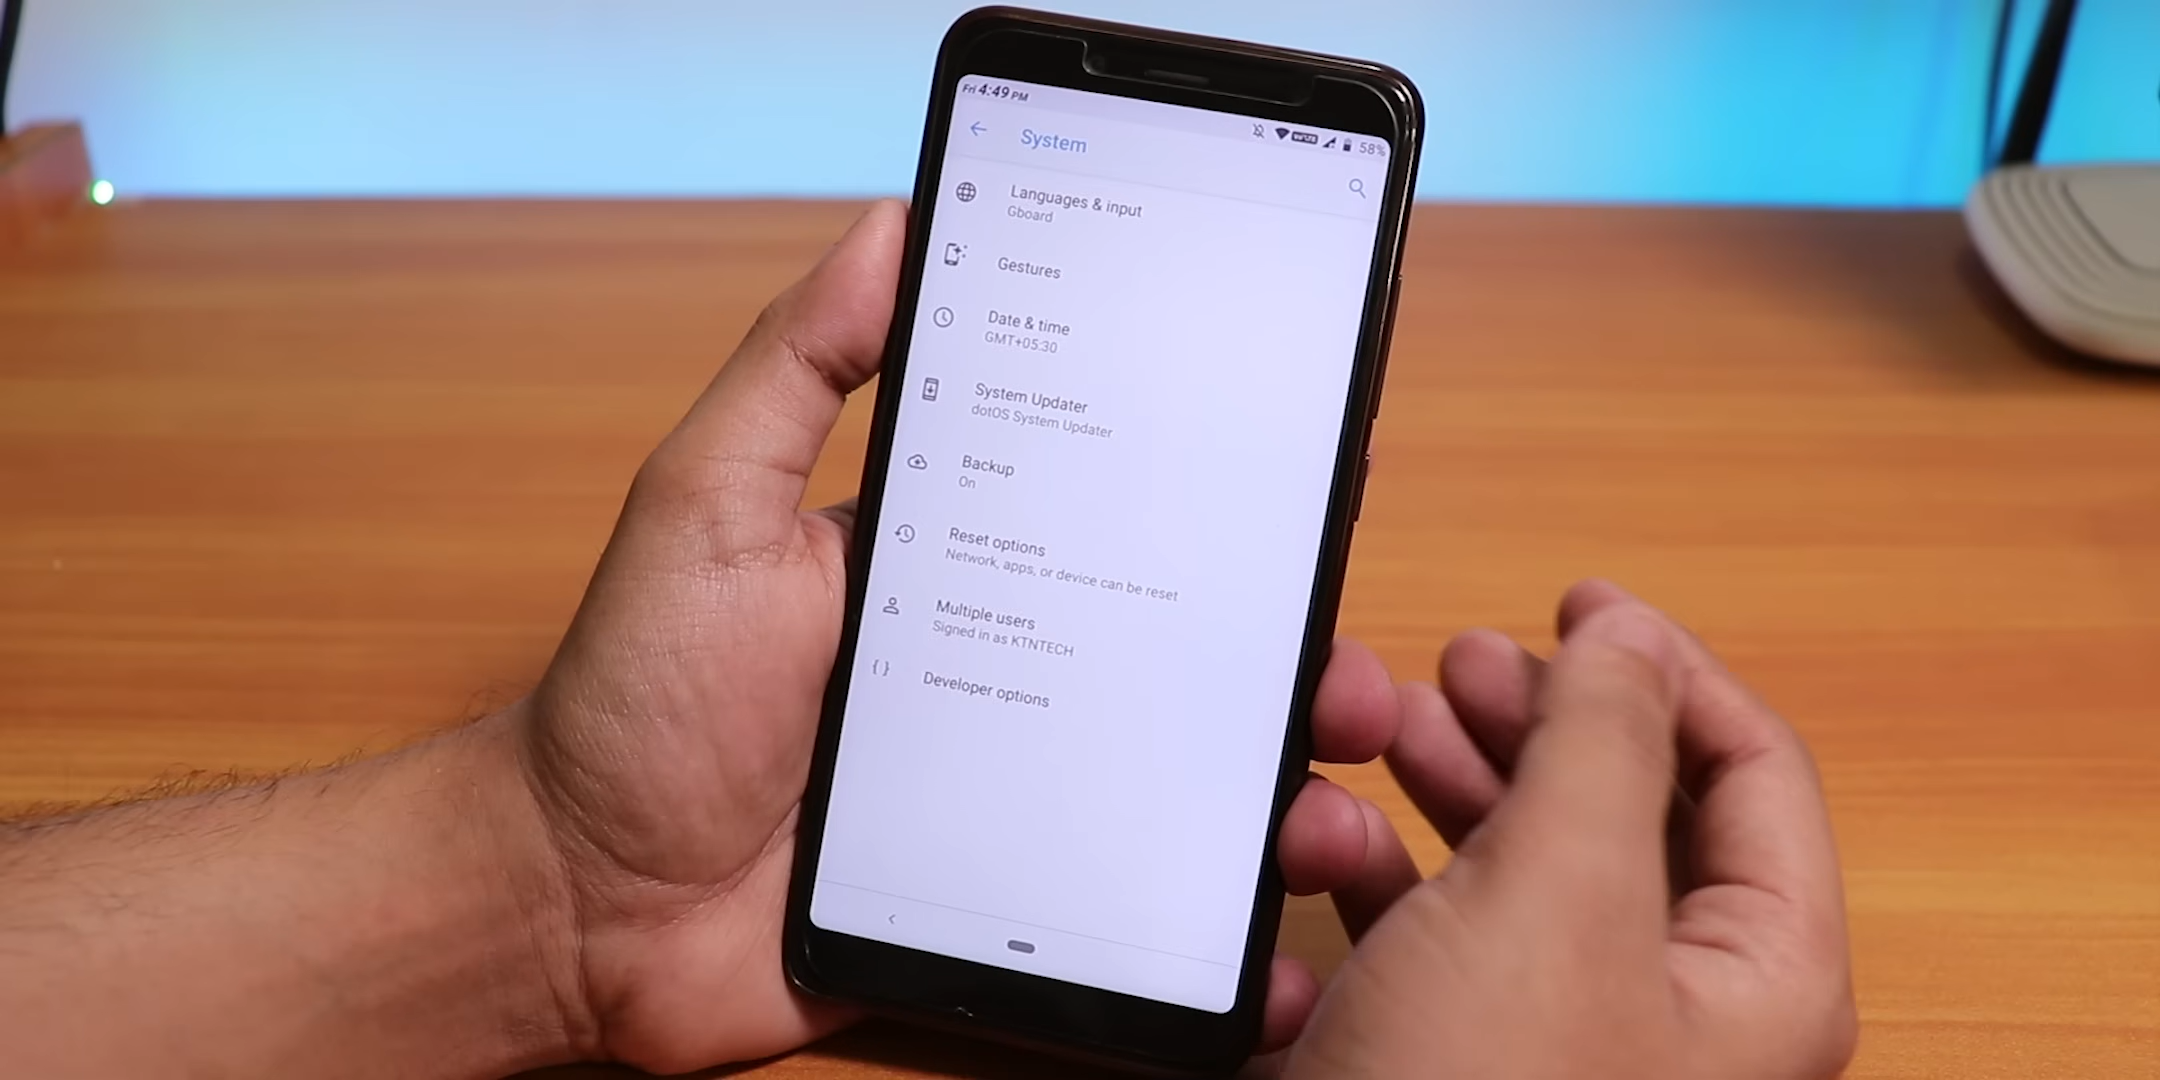 Fri 4:49 PM
58%
System
Languages & input
Gboard
Gestures
Date & time
GMT+05:30
System Updater
dotOS System Updater
Backup
On
Reset options
Network, apps, or device can be reset
Multiple users
Signed in as KTNTECH
{ } Developer options